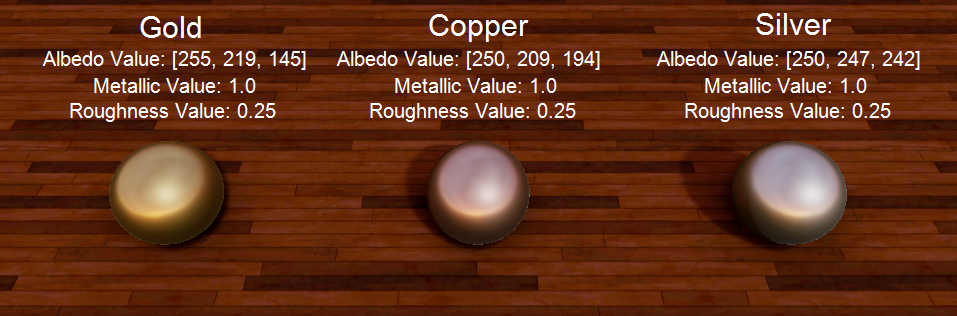 Gold
Albedo Value: [255, 219, 145]
Metallic Value: 1.0
Roughness Value: 0.25
Copper
Albedo Value: [250, 209, 194]
Metallic Value: 1.0
Roughness Value: 0.25
Silver
Albedo Value: [250, 247, 242]
Metallic Value: 1.0
Roughness Value: 0.25